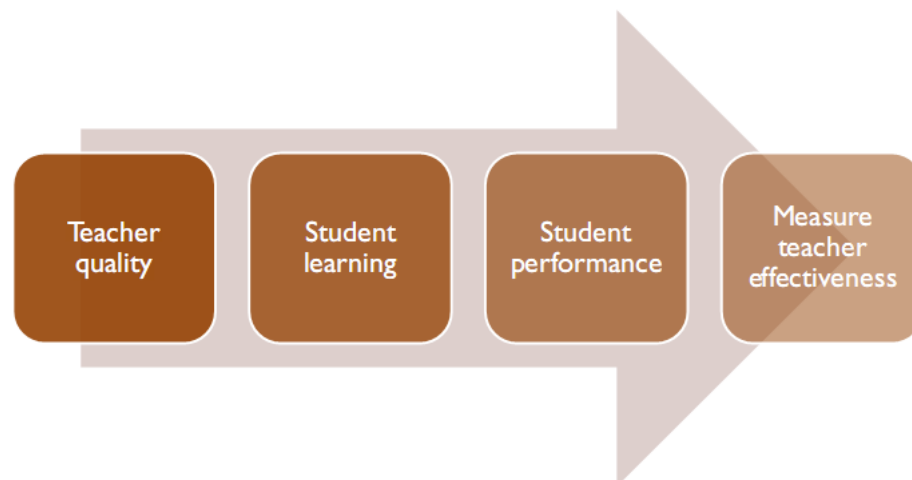 Teacher
quality
Student
learning
Student
performance
Measure
teacher
effectiveness